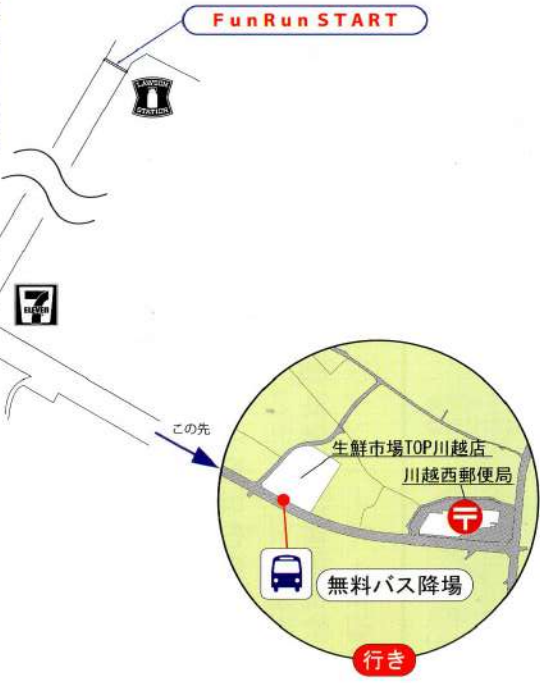 FunRun START
LAWSON
STATION
7
ELEVEN
この先
生鮮市場TOP川越店
川越西郵便局
〒
無料バス降場
行き